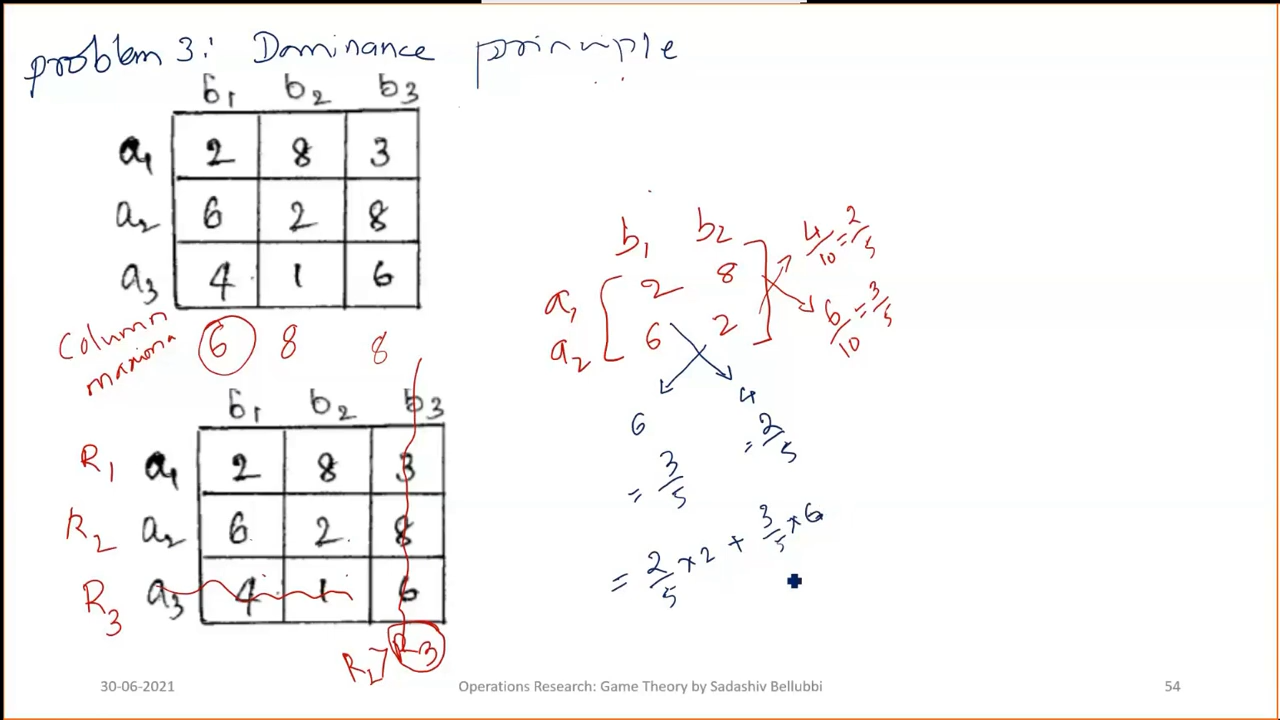 problem 3: Dominance principle
b1 b2 b3
a1 2 8 3
a2 6 2 8
a3 4 1 6
Column maxima 6 8 8
b1 b2 b3
R1 a1 2 8 3
R2 a2 6 2 8
R3 a3 4 1 6
R2 > R3
b1 b2
a1 [ 2 8 ] 4/10 = 2/5
a2 [ 6 2 ] 6/10 = 3/5
6 4
= 3/5 = 2/5
= 2/5 × 2 + 3/5 × 6
30-06-2021 Operations Research: Game Theory by Sadashiv Bellubbi 54